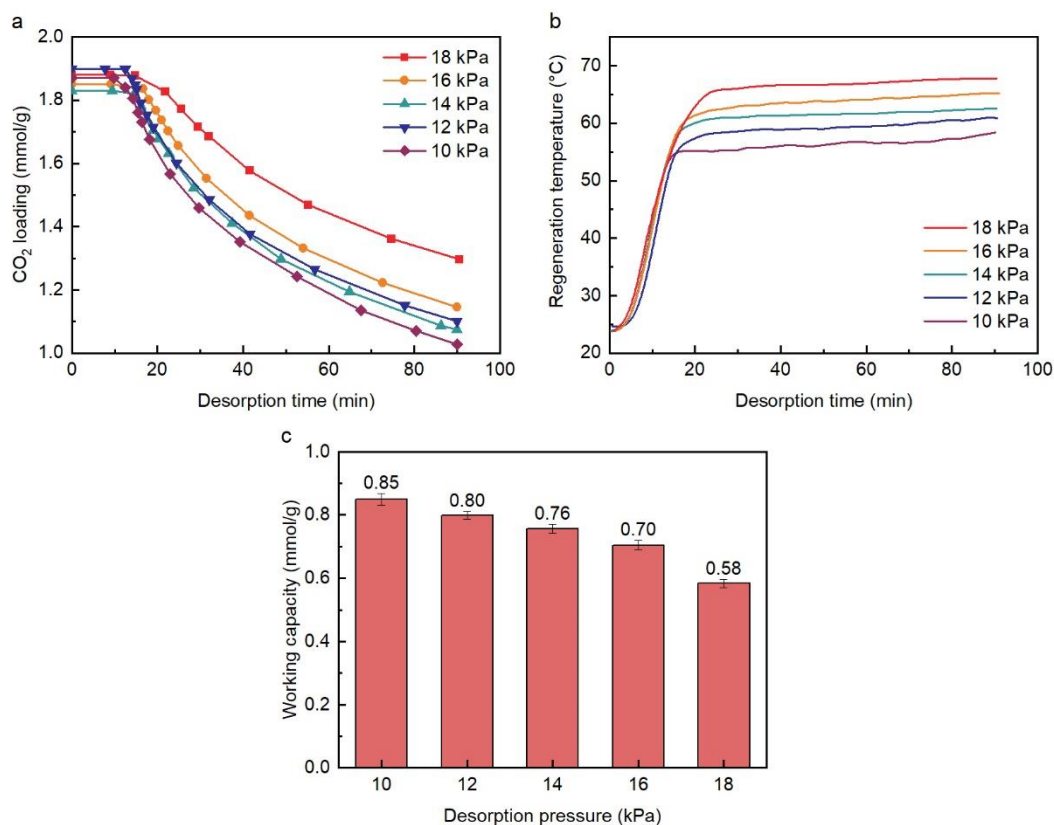 a
CO₂ loading (mmol/g)
2.0
1.8
1.6
1.4
1.2
1.0
0 20 40 60 80 100
Desorption time (min)
18 kPa
16 kPa
14 kPa
12 kPa
10 kPa
b
Regeneration temperature (°C)
70
60
50
40
30
20
0 20 40 60 80 100
Desorption time (min)
18 kPa
16 kPa
14 kPa
12 kPa
10 kPa
c
Working capacity (mmol/g)
1.0
0.8
0.6
0.4
0.2
0.0
0.85
0.80
0.76
0.70
0.58
10 12 14 16 18
Desorption pressure (kPa)